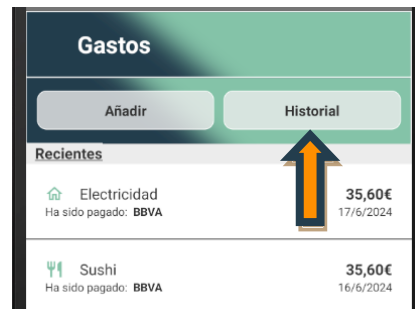 Gastos
Añadir Historial
Recientes
Electricidad 35,60€
Ha sido pagado: BBVA 17/6/2024
Sushi 35,60€
Ha sido pagado: BBVA 16/6/2024